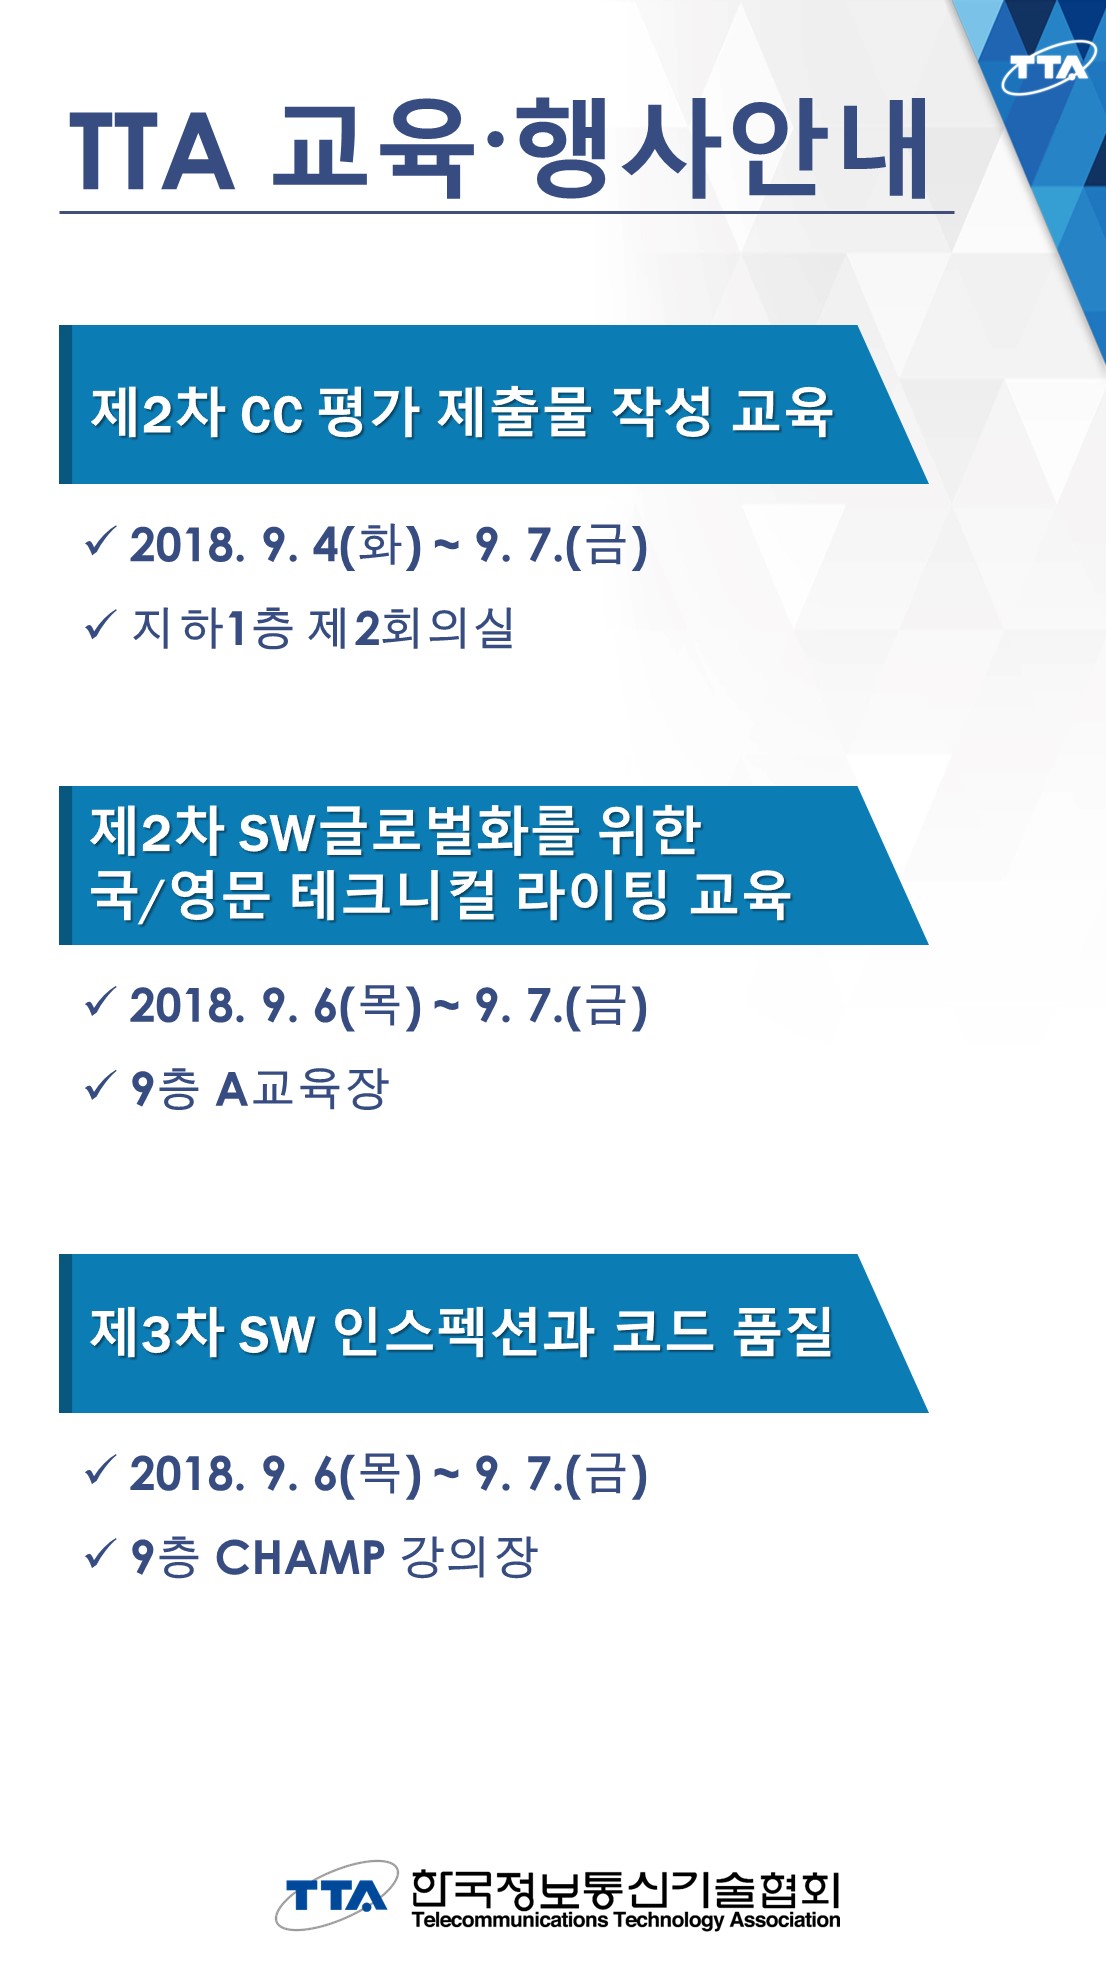 TTA
TTA 교육·행사안내
제2차 CC 평가 제출물 작성 교육
✓ 2018. 9. 4(화) ~ 9. 7.(금)
✓ 지하1층 제2회의실
제2차 SW글로벌화를 위한
국/영문 테크니컬 라이팅 교육
✓ 2018. 9. 6(목) ~ 9. 7.(금)
✓ 9층 A교육장
제3차 SW 인스펙션과 코드 품질
✓ 2018. 9. 6(목) ~ 9. 7.(금)
✓ 9층 CHAMP 강의장
TTA 한국정보통신기술협회
Telecommunications Technology Association